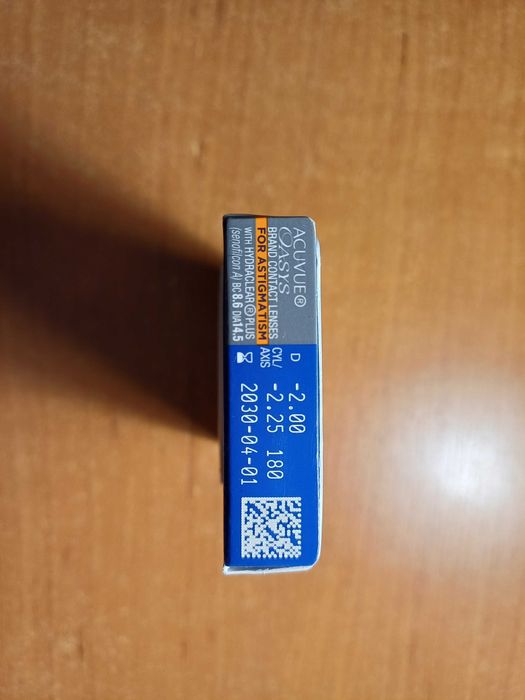 ACUVUE®
OASYS
BRAND CONTACT LENSES
FOR ASTIGMATISM
WITH HYDRACLEAR® PLUS
(senofilcon A) BC 8.6 DIA 14.5
D -2.00
CYL/AXIS -2.25 180
2030-04-01